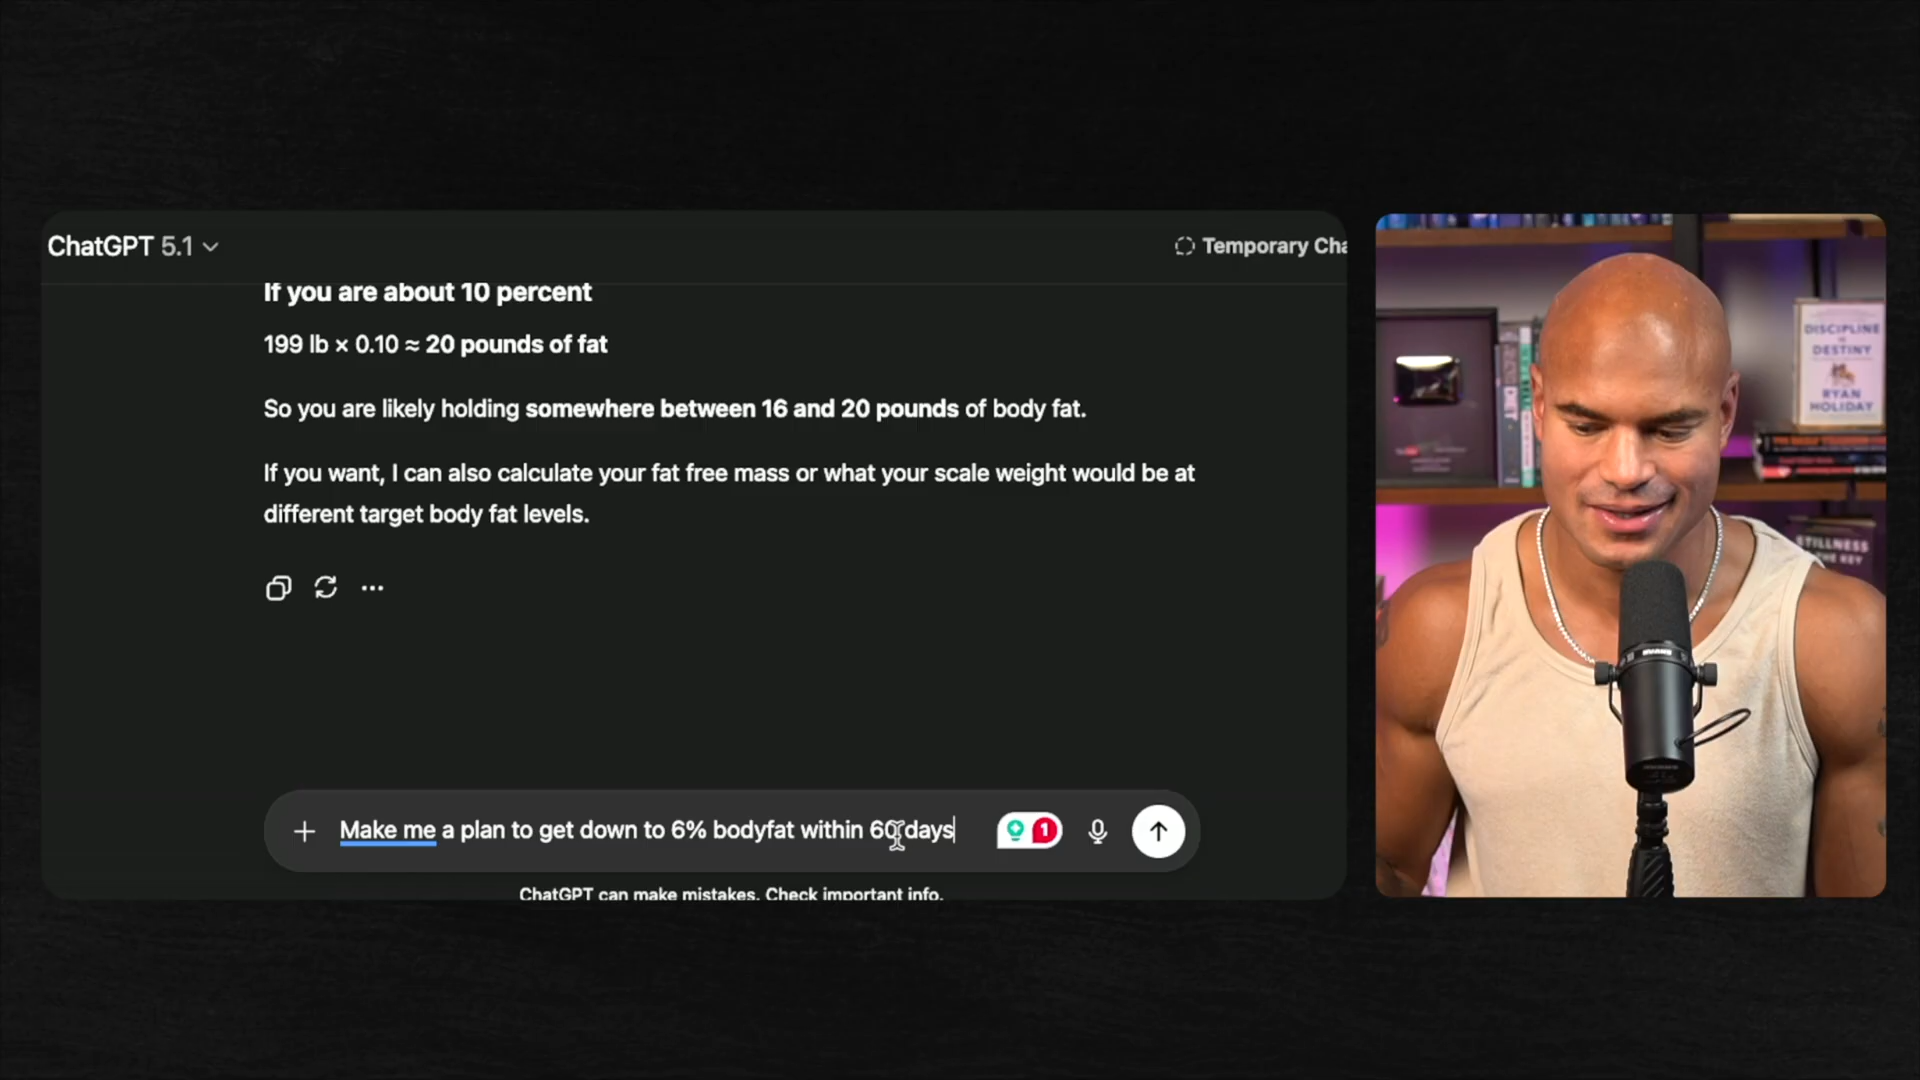 ChatGPT 5.1
Temporary Cha
If you are about 10 percent
199 lb × 0.10 ≈ 20 pounds of fat
So you are likely holding somewhere between 16 and 20 pounds of body fat.
If you want, I can also calculate your fat free mass or what your scale weight would be at
different target body fat levels.
Make me a plan to get down to 6% bodyfat within 60 days
1
ChatGPT can make mistakes. Check important info.
DISCIPLINE
IS
DESTINY
RYAN
HOLIDAY
STILLNESS
THE KEY